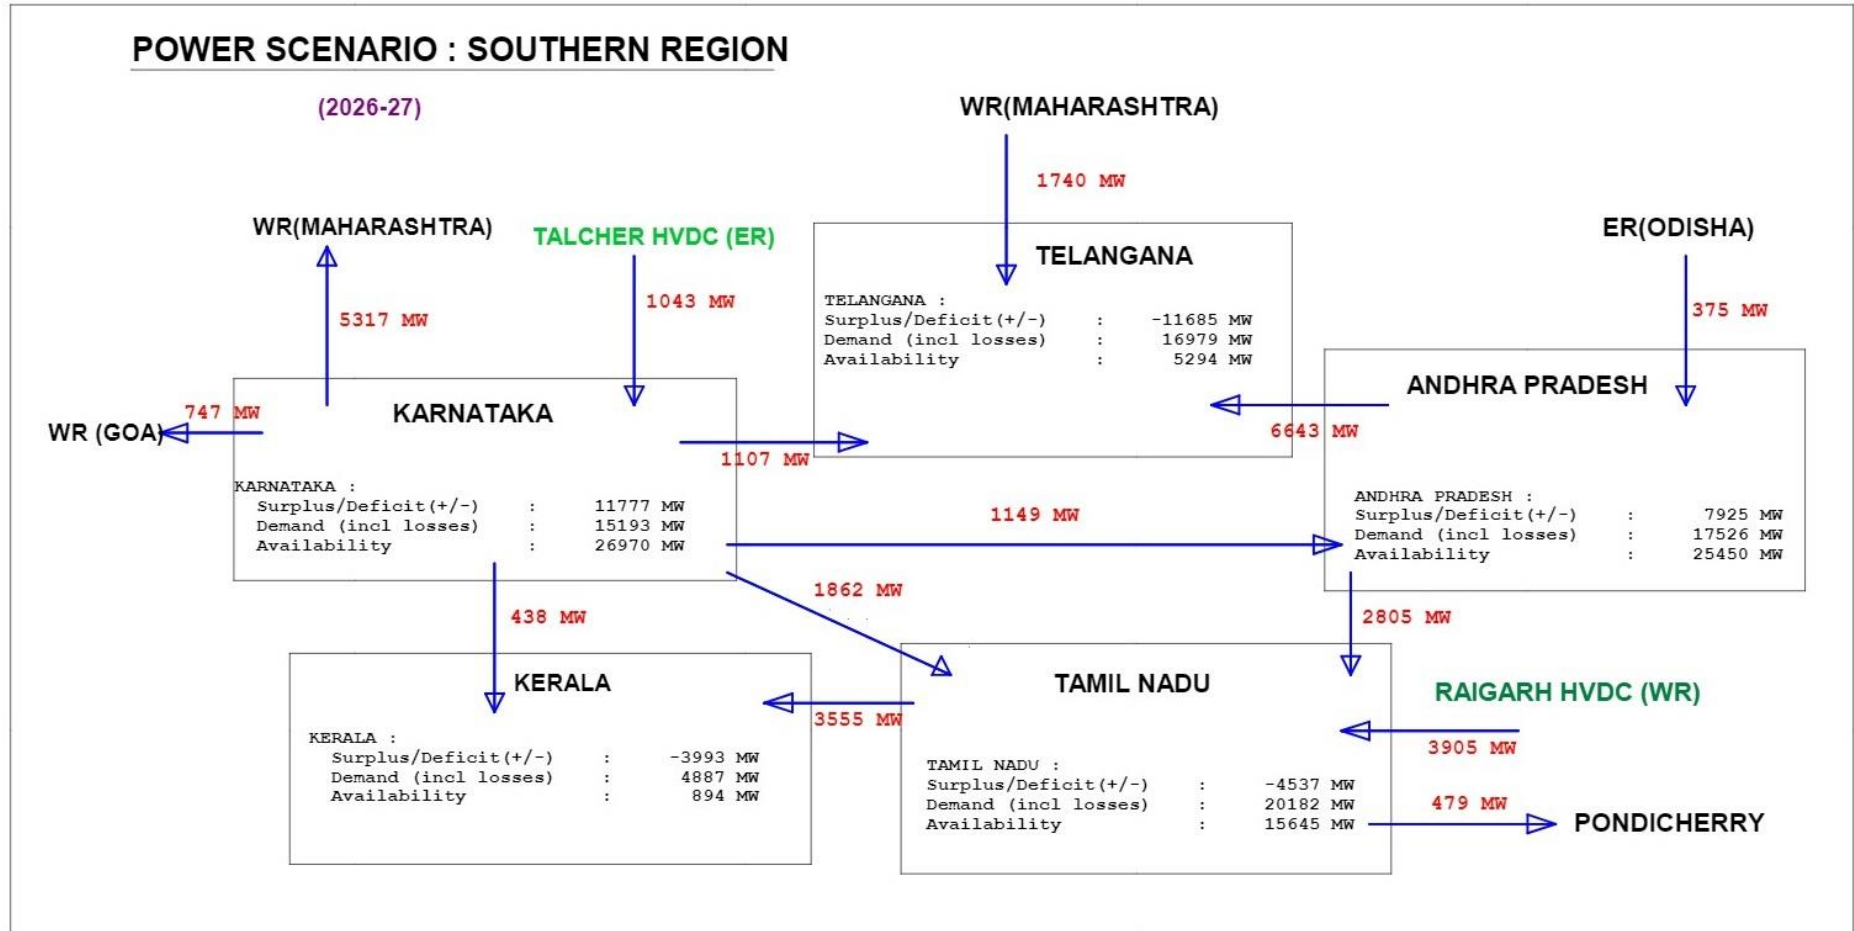 POWER SCENARIO : SOUTHERN REGION
(2026-27)
WR(MAHARASHTRA)
1740 MW
WR(MAHARASHTRA)
TALCHER HVDC (ER)
ER(ODISHA)
5317 MW
1043 MW
375 MW
TELANGANA
TELANGANA :
Surplus/Deficit(+/-) : -11685 MW
Demand (incl losses) : 16979 MW
Availability : 5294 MW
WR (GOA)
747 MW
KARNATAKA
1107 MW
6643 MW
ANDHRA PRADESH
KARNATAKA :
Surplus/Deficit(+/-) : 11777 MW
Demand (incl losses) : 15193 MW
Availability : 26970 MW
1149 MW
ANDHRA PRADESH :
Surplus/Deficit(+/-) : 7925 MW
Demand (incl losses) : 17526 MW
Availability : 25450 MW
438 MW
1862 MW
2805 MW
KERALA
3555 MW
TAMIL NADU
RAIGARH HVDC (WR)
3905 MW
KERALA :
Surplus/Deficit(+/-) : -3993 MW
Demand (incl losses) : 4887 MW
Availability : 894 MW
TAMIL NADU :
Surplus/Deficit(+/-) : -4537 MW
Demand (incl losses) : 20182 MW
Availability : 15645 MW
479 MW
PONDICHERRY